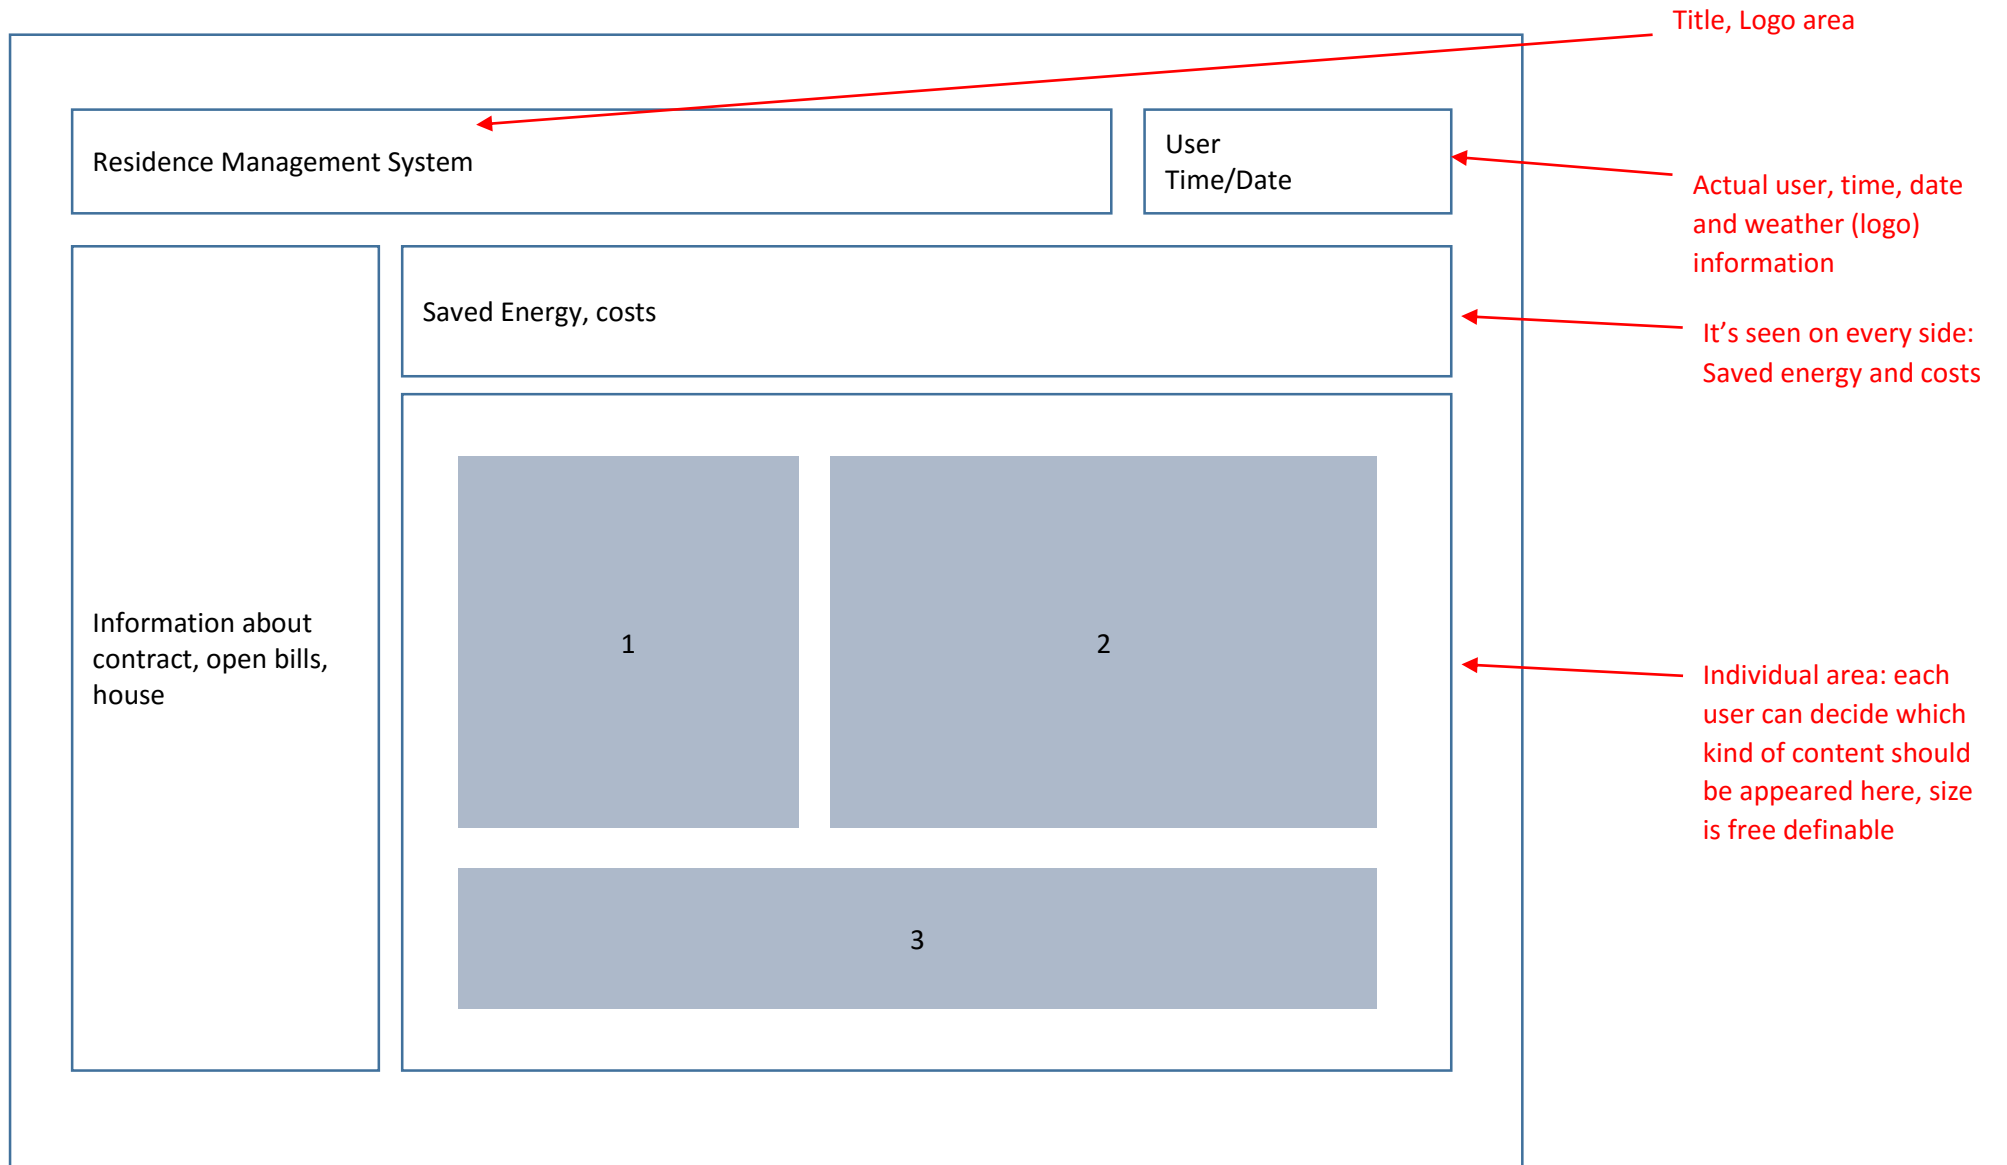 Title, Logo area
Residence Management System
User
Time/Date
Actual user, time, date
and weather (logo)
information
Saved Energy, costs
It’s seen on every side:
Saved energy and costs
Information about
contract, open bills,
house
1
2
Individual area: each
user can decide which
kind of content should
be appeared here, size
is free definable
3